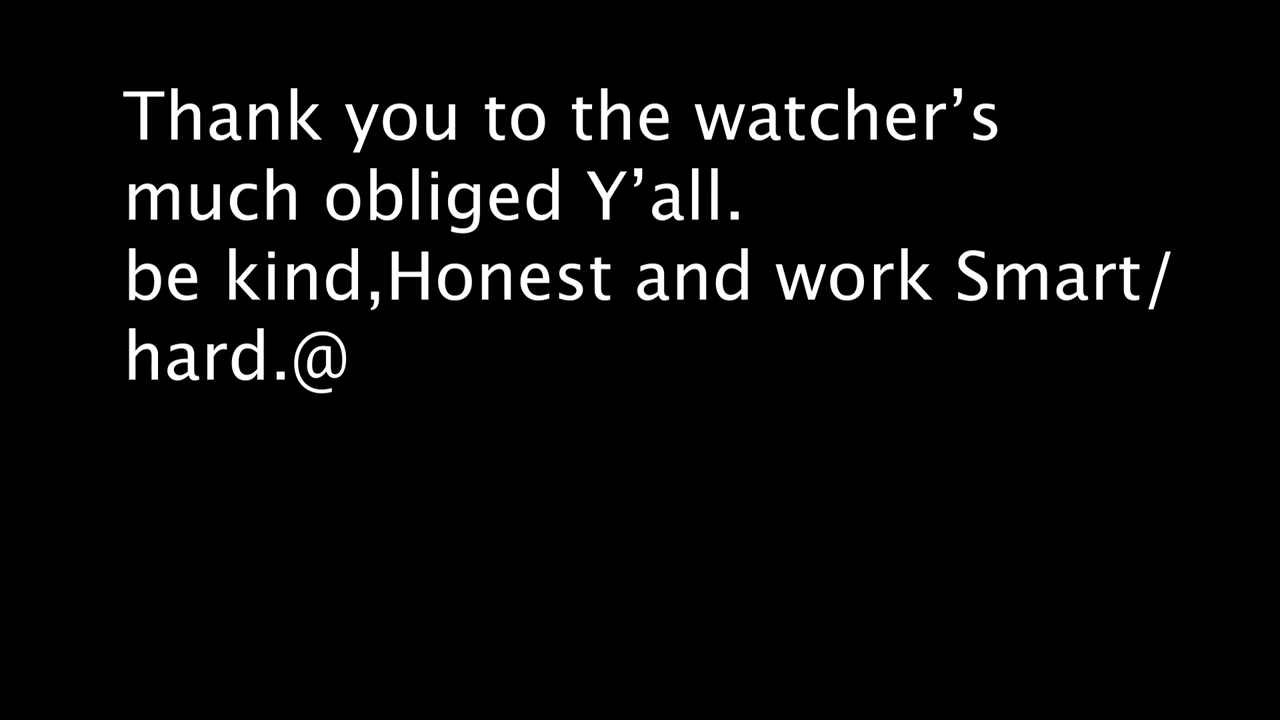 Thank you to the watcher’s
much obliged Y’all.
be kind,Honest and work Smart/
hard.@